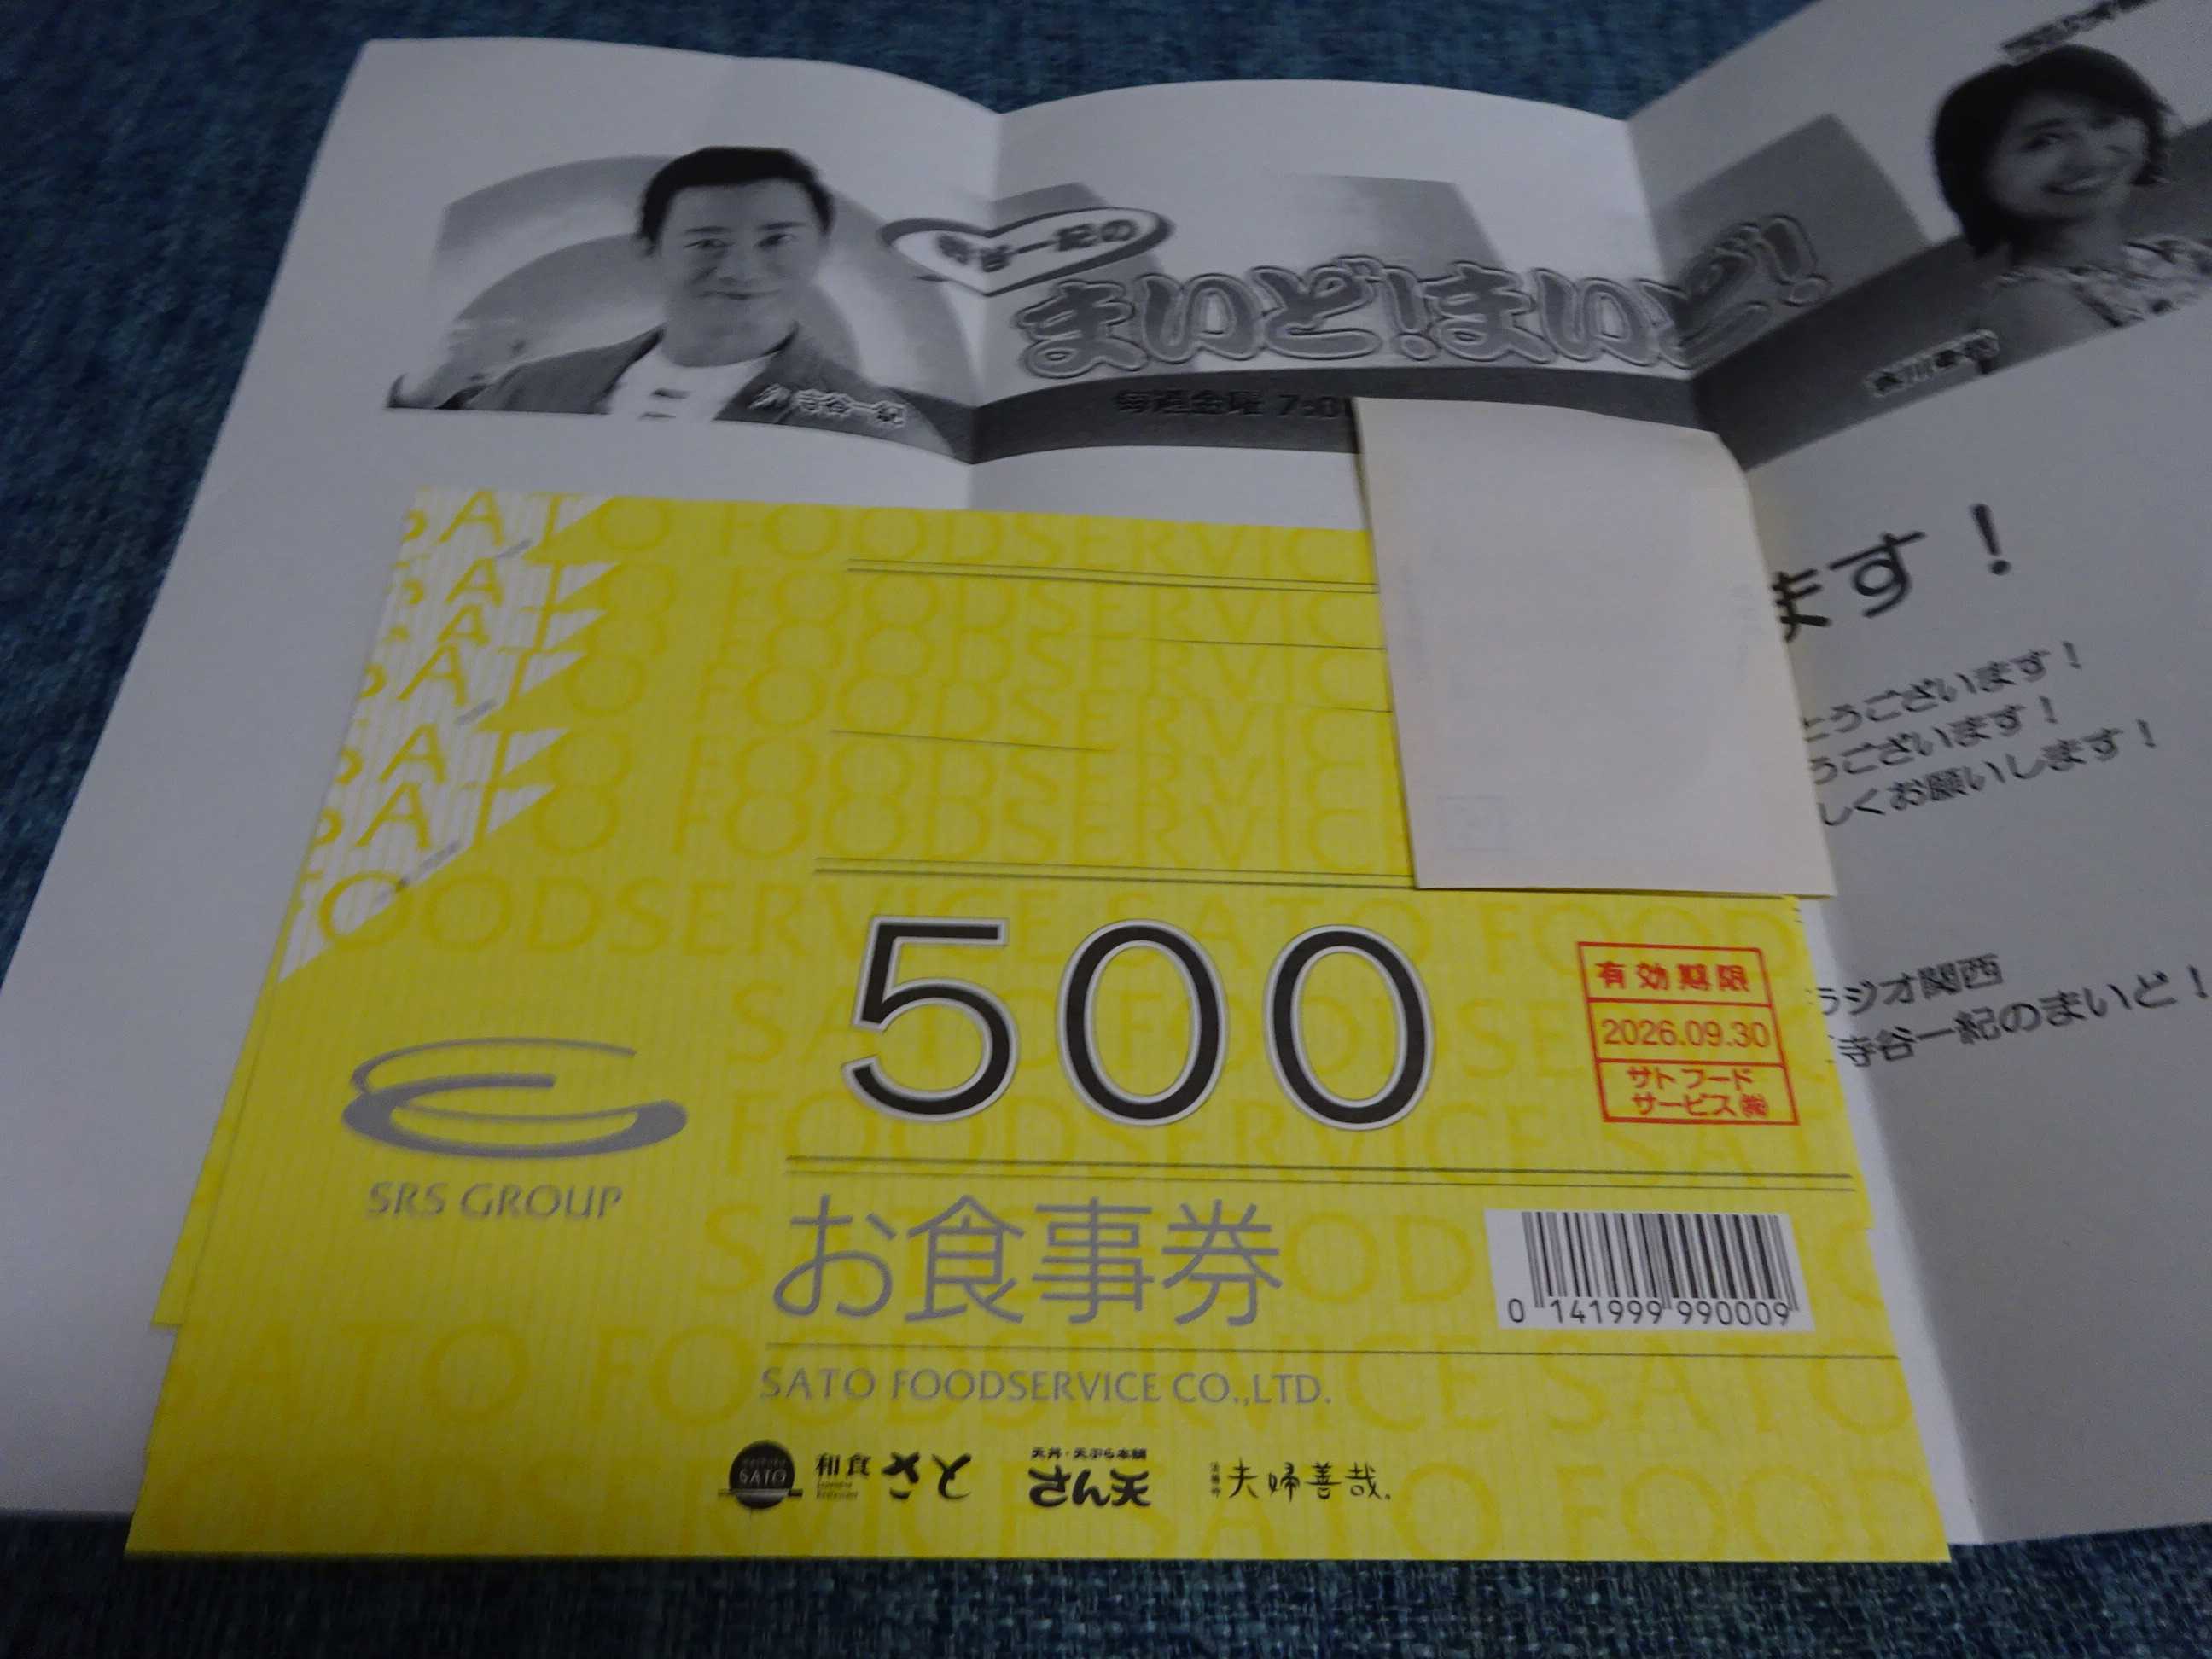 寺谷一紀の
まいど!まいど!
寺谷一紀
毎週金曜 7:0
ます！
とうございます！
うございます！
しくお願いします！
ラジオ関西
寺谷一紀のまいど！
SATO FOODSERVICE
500
有効期限
2026.09.30
サトフード
サービス㈱
SRS GROUP
お食事券
0 141999 990009
SATO FOODSERVICE CO.,LTD.
SATO 和食さと
天丼・天ぷら本舗
さん天
夫婦善哉